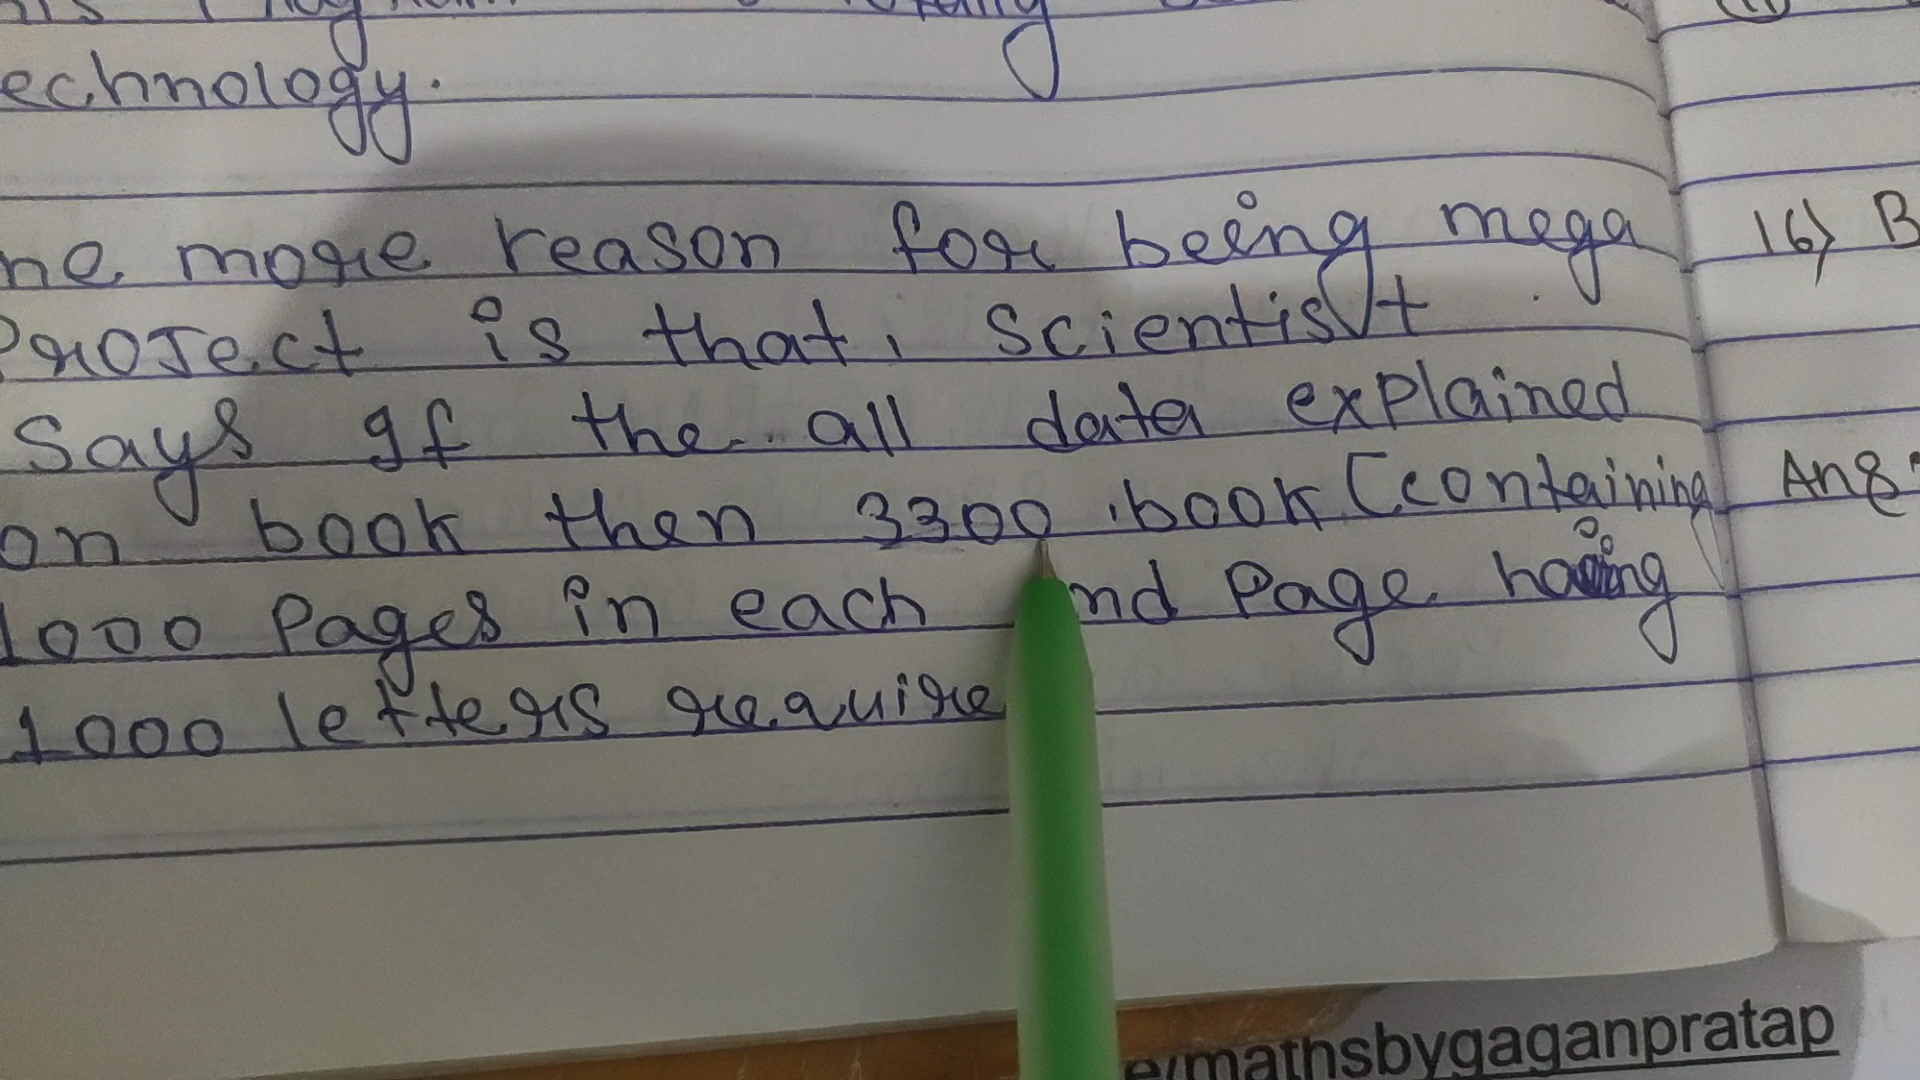 echnology.
ne more reason for being mega
Project is that, scientist
says If the all data explained
on book then 3300 book (containing
1000 Pages in each nd Page having
1000 letters require
16) B
Ans
e/mathsbygaganpratap